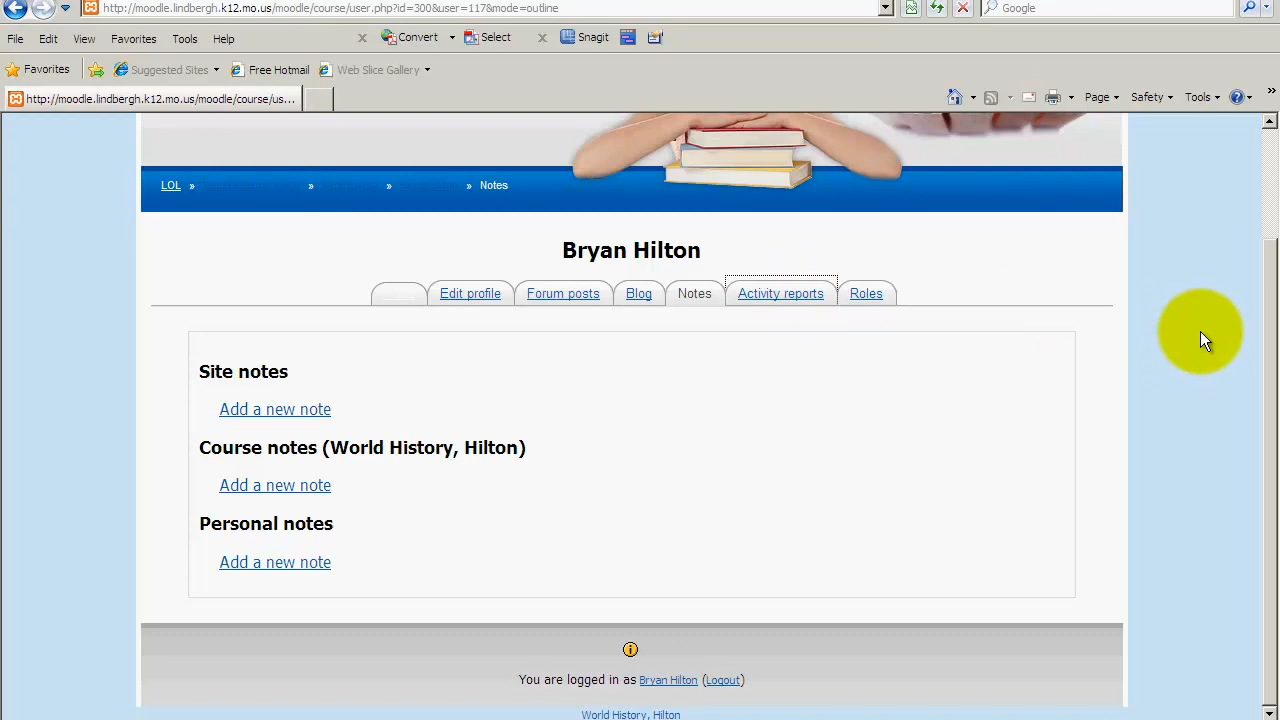 http://moodle.lindbergh.k12.mo.us/moodle/course/user.php?id=300&user=117&mode=outline
Google
File Edit View Favorites Tools Help
Convert Select Snagit
Favorites Suggested Sites Free Hotmail Web Slice Gallery
http://moodle.lindbergh.k12.mo.us/moodle/course/us...
Page Safety Tools
LOL » » » » Notes
Bryan Hilton
Edit profile Forum posts Blog Notes Activity reports Roles
Site notes
Add a new note
Course notes (World History, Hilton)
Add a new note
Personal notes
Add a new note
You are logged in as Bryan Hilton (Logout)
World History, Hilton